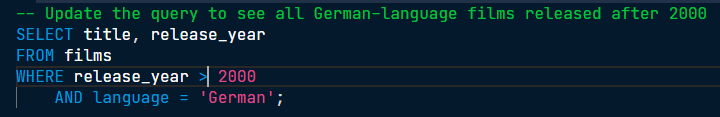 -- Update the query to see all German-language films released after 2000
SELECT title, release_year
FROM films
WHERE release_year > 2000
    AND language = 'German';